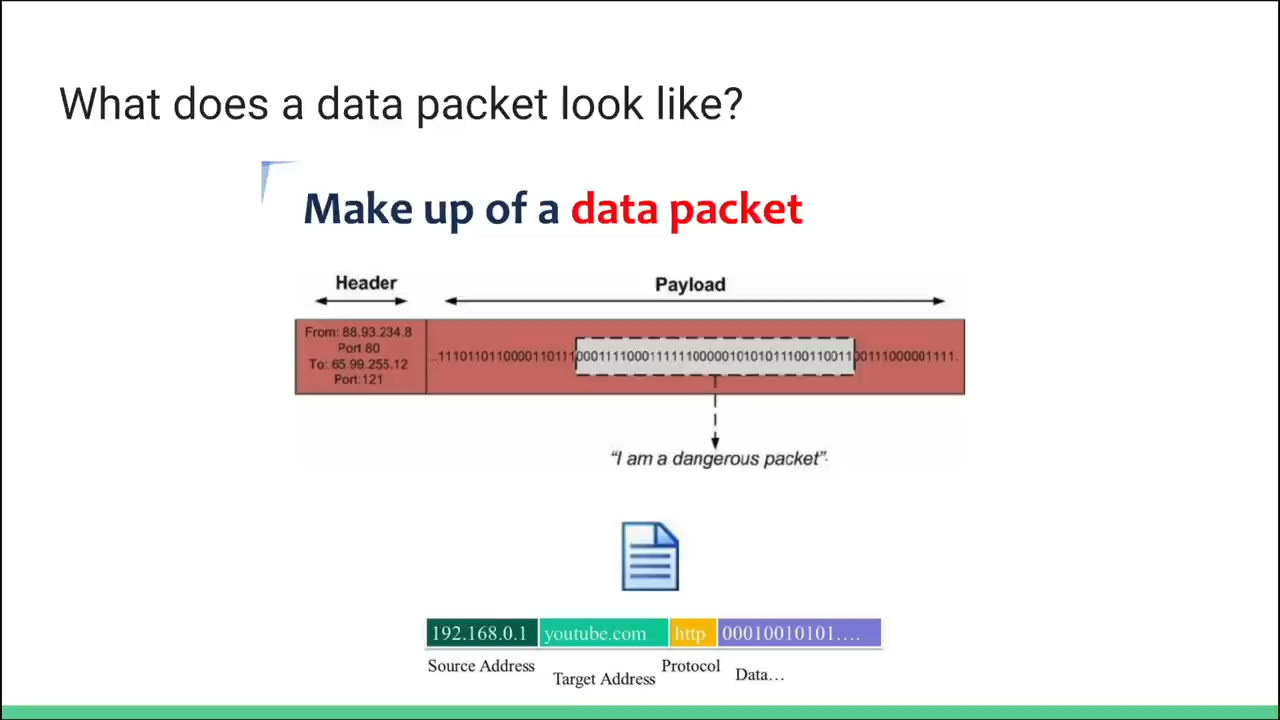 What does a data packet look like?
Make up of a data packet
Header
Payload
From: 88.93.234.8
Port 80
To: 65.99.255.12
Port:121
..1110110110000110111000111100011111110000010101011100110011001110000011​11.
“I am a dangerous packet”.
192.168.0.1 youtube.com http 00010010101....
Source Address
Target Address
Protocol
Data...